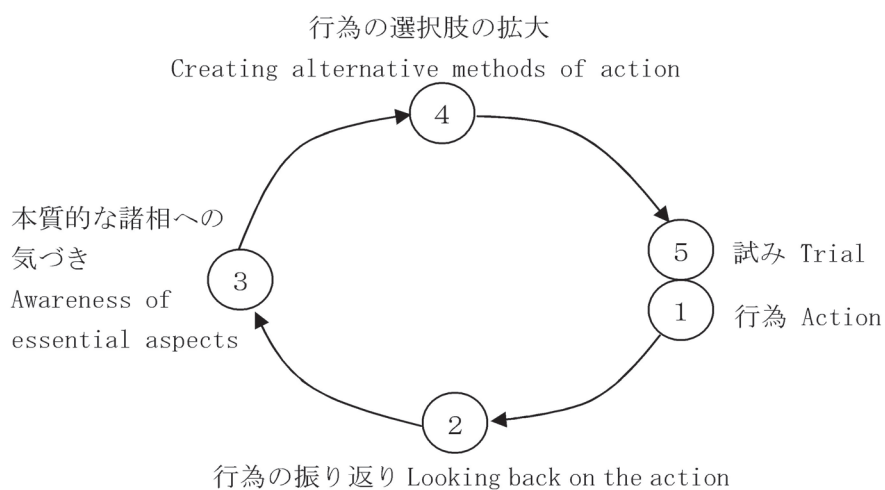 行為の選択肢の拡大
Creating alternative methods of action
4
本質的な諸相への
気づき
Awareness of
essential aspects
3
5
試み Trial
1
行為 Action
2
行為の振り返り Looking back on the action